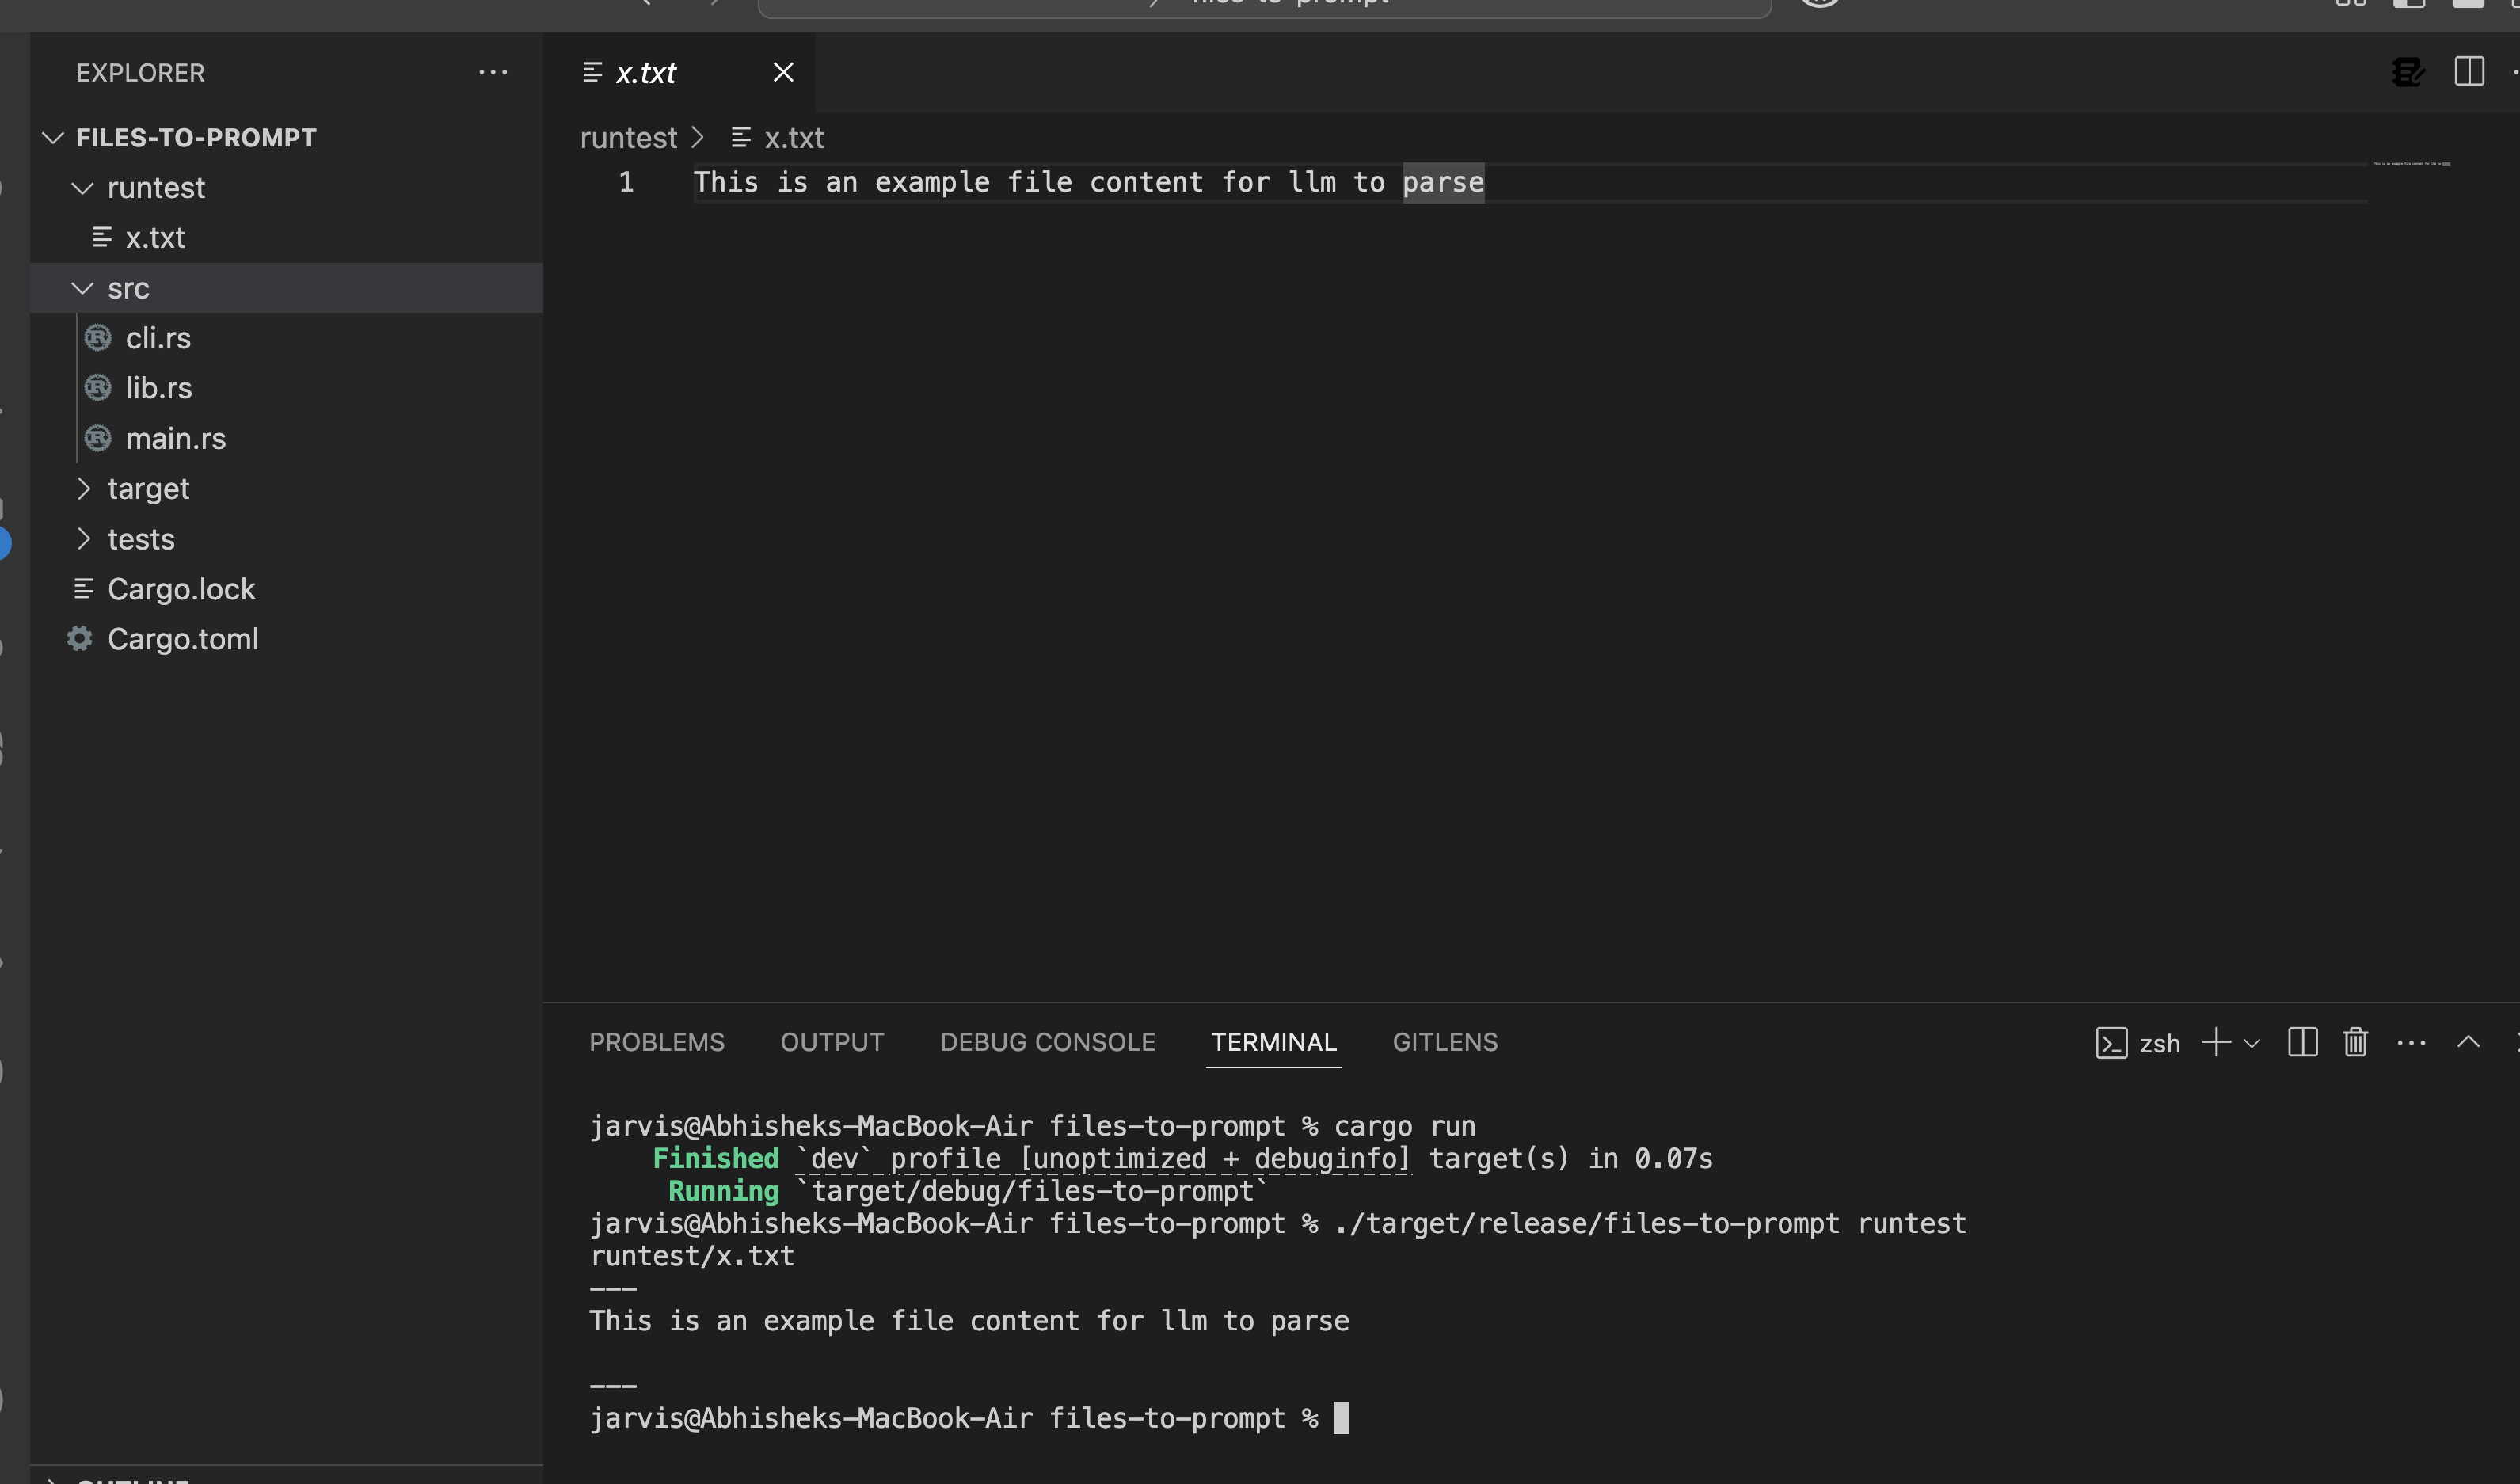 files-to-prompt
EXPLORER
FILES-TO-PROMPT
runtest
x.txt
src
cli.rs
lib.rs
main.rs
target
tests
Cargo.lock
Cargo.toml
OUTLINE
x.txt
runtest > x.txt
1 This is an example file content for llm to parse
PROBLEMS OUTPUT DEBUG CONSOLE TERMINAL GITLENS
zsh
jarvis@Abhisheks-MacBook-Air files-to-prompt % cargo run
Finished `dev` profile [unoptimized + debuginfo] target(s) in 0.07s
Running `target/debug/files-to-prompt`
jarvis@Abhisheks-MacBook-Air files-to-prompt % ./target/release/files-to-prompt runtest
runtest/x.txt
---
This is an example file content for llm to parse
---
jarvis@Abhisheks-MacBook-Air files-to-prompt %